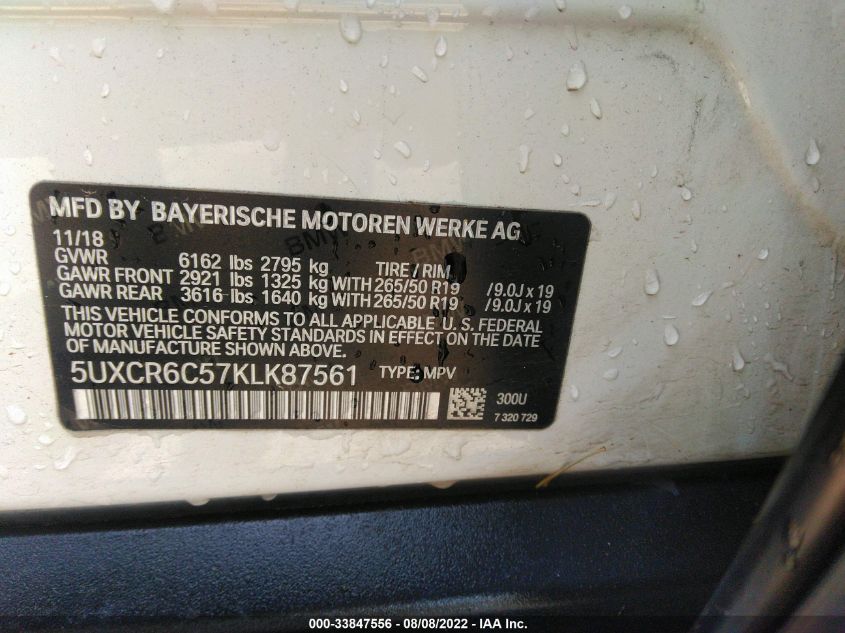 MFD BY BAYERISCHE MOTOREN WERKE AG
11/18
GVWR 6162 lbs 2795 kg TIRE / RIM
GAWR FRONT 2921 lbs 1325 kg WITH 265/50 R19 /9.0J x 19
GAWR REAR 3616 lbs 1640 kg WITH 265/50 R19 /9.0J x 19
THIS VEHICLE CONFORMS TO ALL APPLICABLE U. S. FEDERAL
MOTOR VEHICLE SAFETY STANDARDS IN EFFECT ON THE DATE
OF MANUFACTURE SHOWN ABOVE.
5UXCR6C57KLK87561 TYPE: MPV
300U
7 320 729
000-33847556 - 08/08/2022 - IAA Inc.